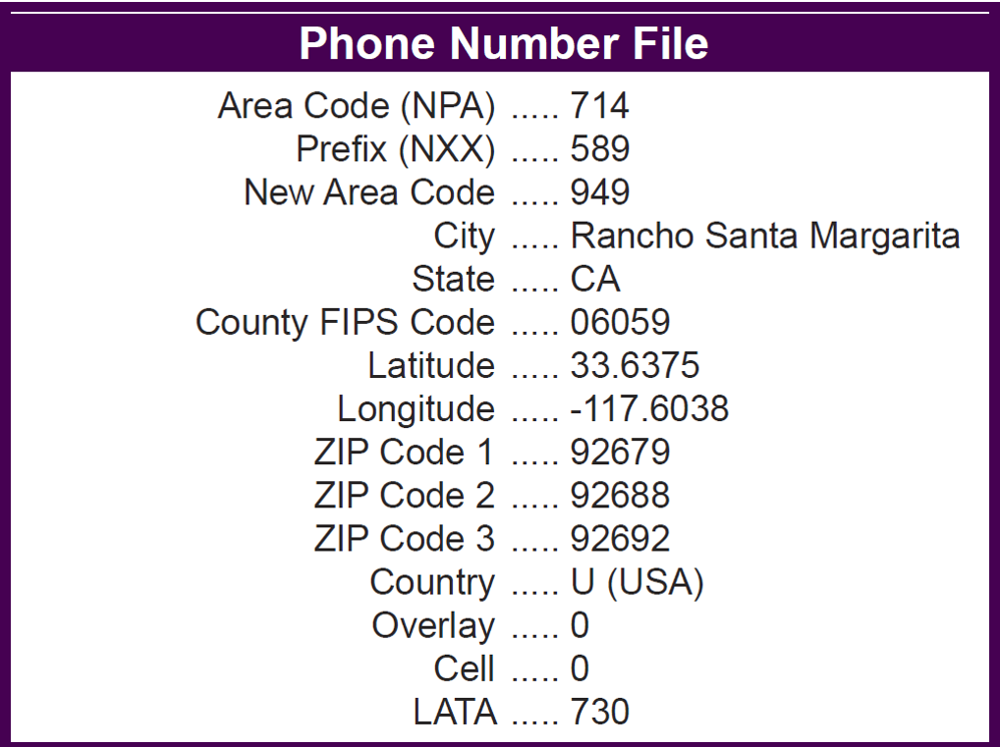 Phone Number File
Area Code (NPA) ..... 714
Prefix (NXX) ..... 589
New Area Code ..... 949
City ..... Rancho Santa Margarita
State ..... CA
County FIPS Code ..... 06059
Latitude ..... 33.6375
Longitude ..... -117.6038
ZIP Code 1 ..... 92679
ZIP Code 2 ..... 92688
ZIP Code 3 ..... 92692
Country ..... U (USA)
Overlay ..... 0
Cell ..... 0
LATA ..... 730